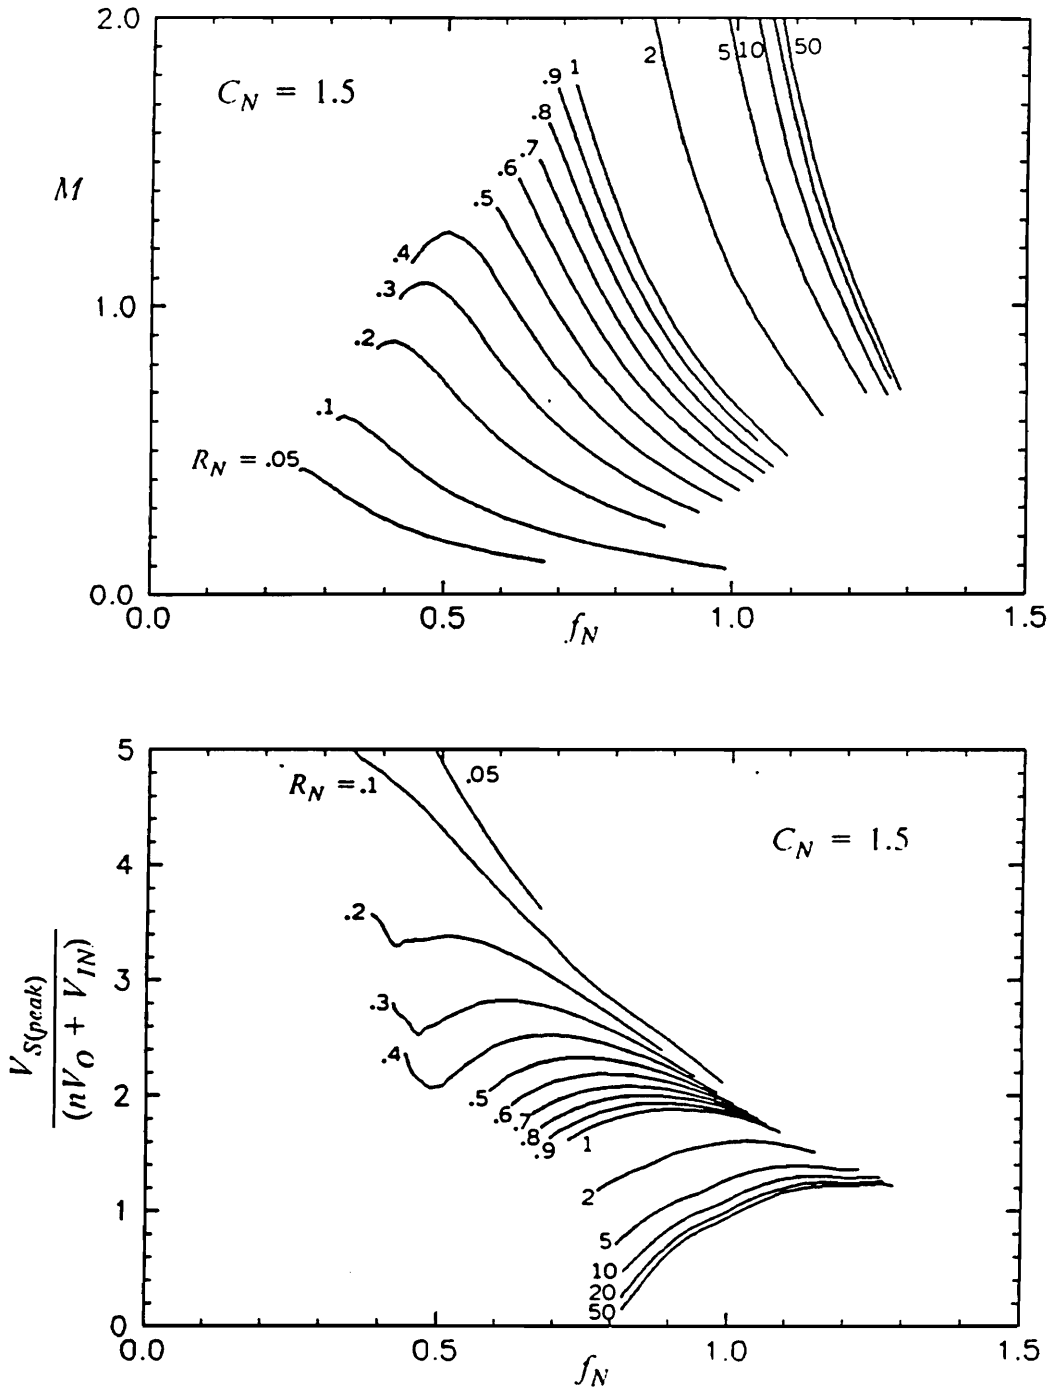 2.0
C_N = 1.5
M
1.0
0.0
.9 1
.8
.7
.6
.5
.4
.3
.2
.1
R_N = .05
2 5 10 50
0.0 0.5 1.0 1.5
f_N
5
4
3
2
1
0
V_S(peak)
(nV_O + V_IN)
R_N = .1
.05
C_N = 1.5
.2
.3
.4
.5
.6
.7
.8
.9
1
2
5
10
20
50
0.0 0.5 1.0 1.5
f_N